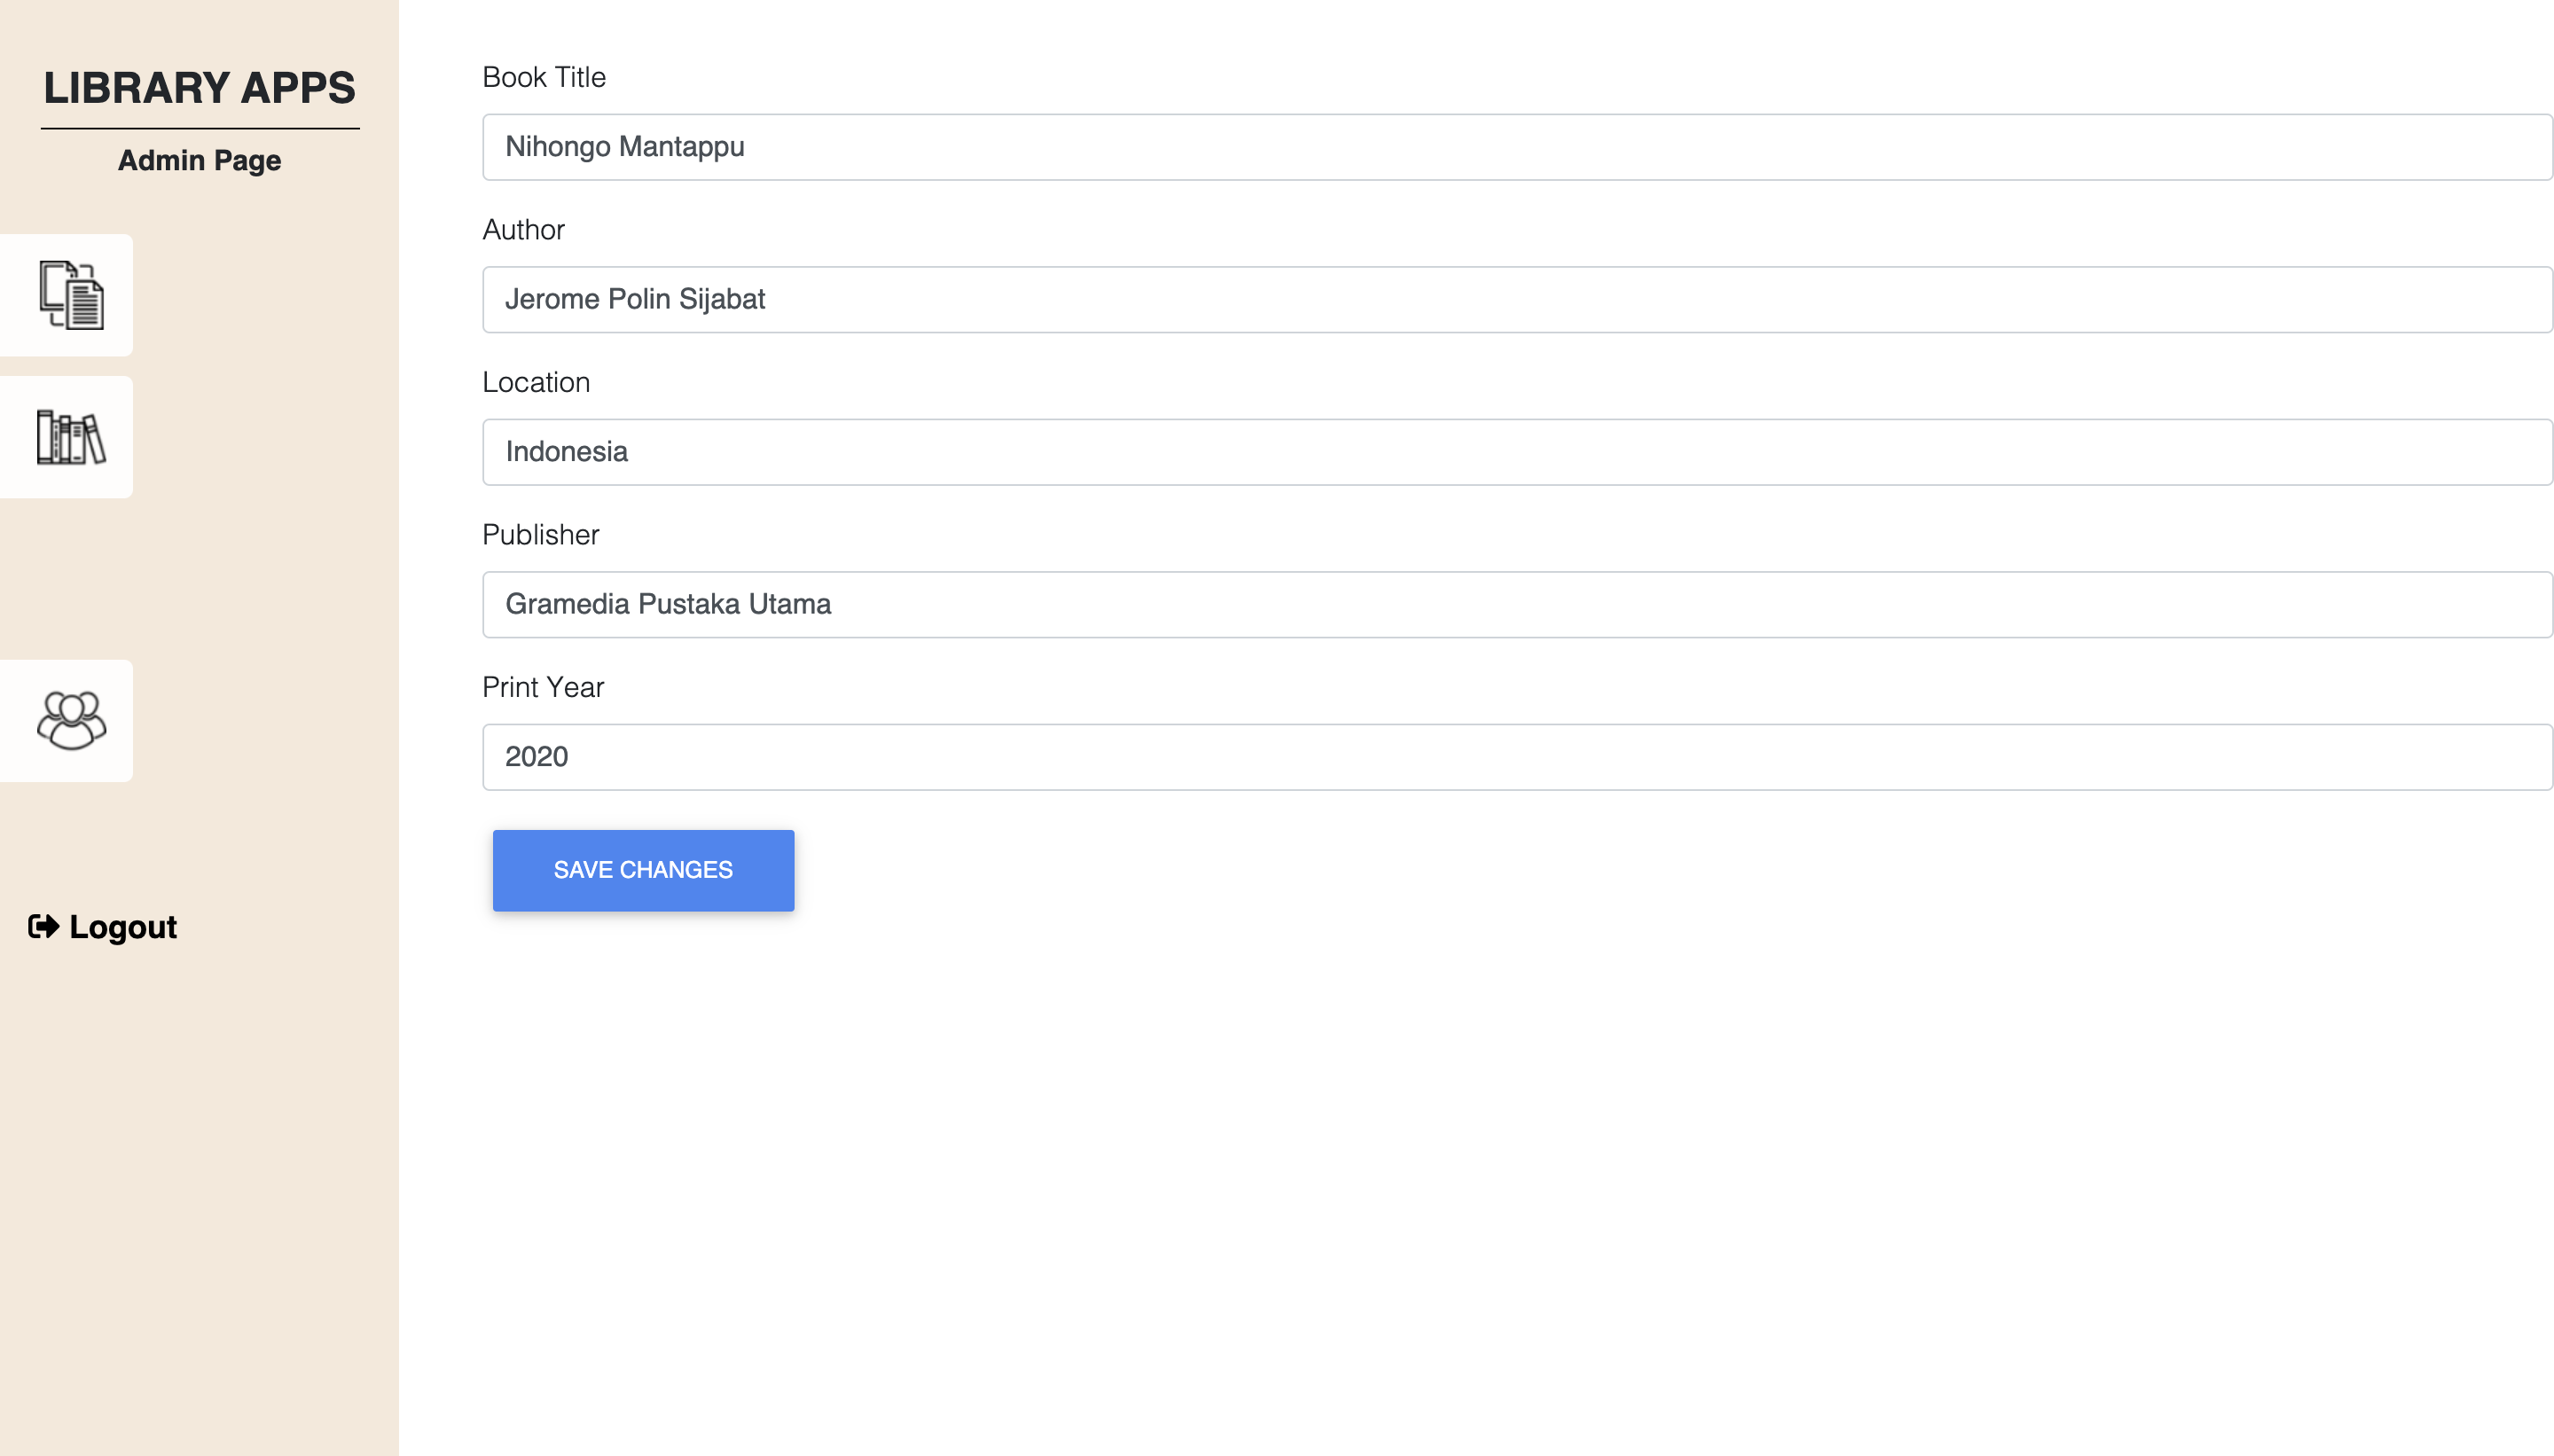 LIBRARY APPS
Admin Page
Logout
Book Title
Nihongo Mantappu
Author
Jerome Polin Sijabat
Location
Indonesia
Publisher
Gramedia Pustaka Utama
Print Year
2020
SAVE CHANGES